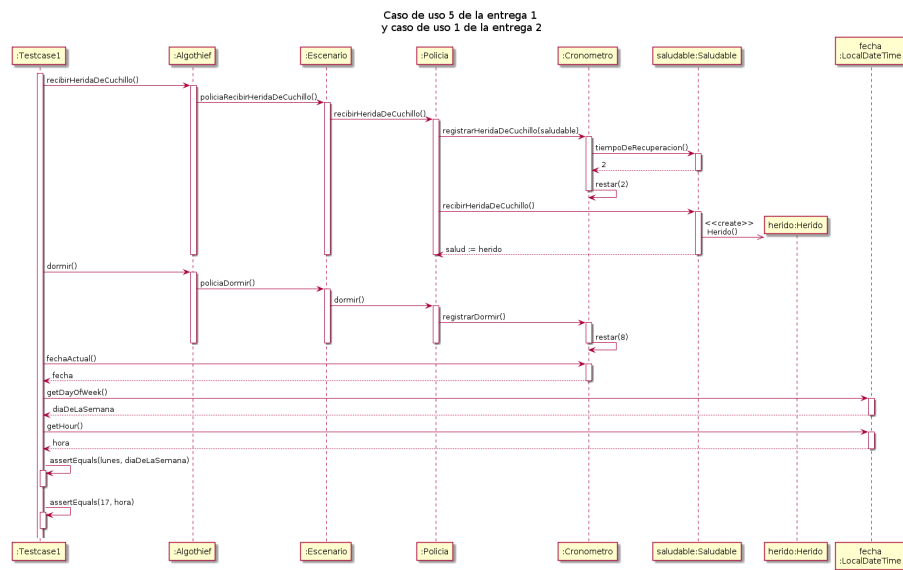 Caso de uso 5 de la entrega 1
y caso de uso 1 de la entrega 2
:Testcase1
:Algothief
:Escenario
:Policia
:Cronometro
saludable:Saludable
fecha
:LocalDateTime
recibirHeridaDeCuchillo()
policiaRecibirHeridaDeCuchillo()
recibirHeridaDeCuchillo()
registrarHeridaDeCuchillo(saludable)
tiempoDeRecuperacion()
2
restar(2)
recibirHeridaDeCuchillo()
<<create>>
Herido()
herido:Herido
salud := herido
dormir()
policiaDormir()
dormir()
registrarDormir()
restar(8)
fechaActual()
fecha
getDayOfWeek()
diaDeLaSemana
getHour()
hora
assertEquals(lunes, diaDeLaSemana)
assertEquals(17, hora)
:Testcase1
:Algothief
:Escenario
:Policia
:Cronometro
saludable:Saludable
herido:Herido
fecha
:LocalDateTime